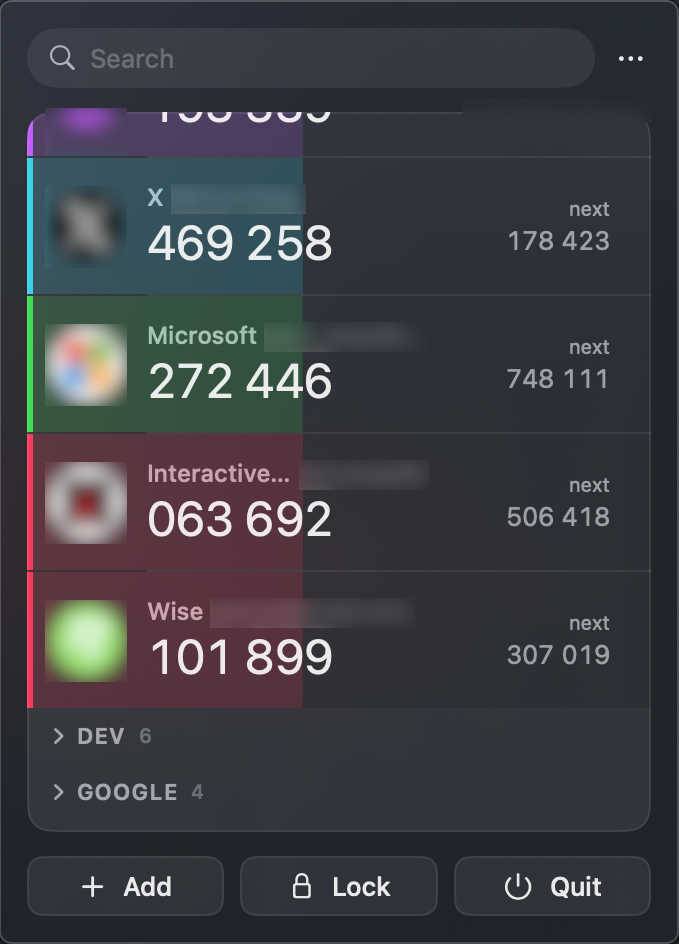 Search
X
469 258
next
178 423
Microsoft
272 446
next
748 111
Interactive...
063 692
next
506 418
Wise
101 899
next
307 019
DEV 6
GOOGLE 4
Add
Lock
Quit